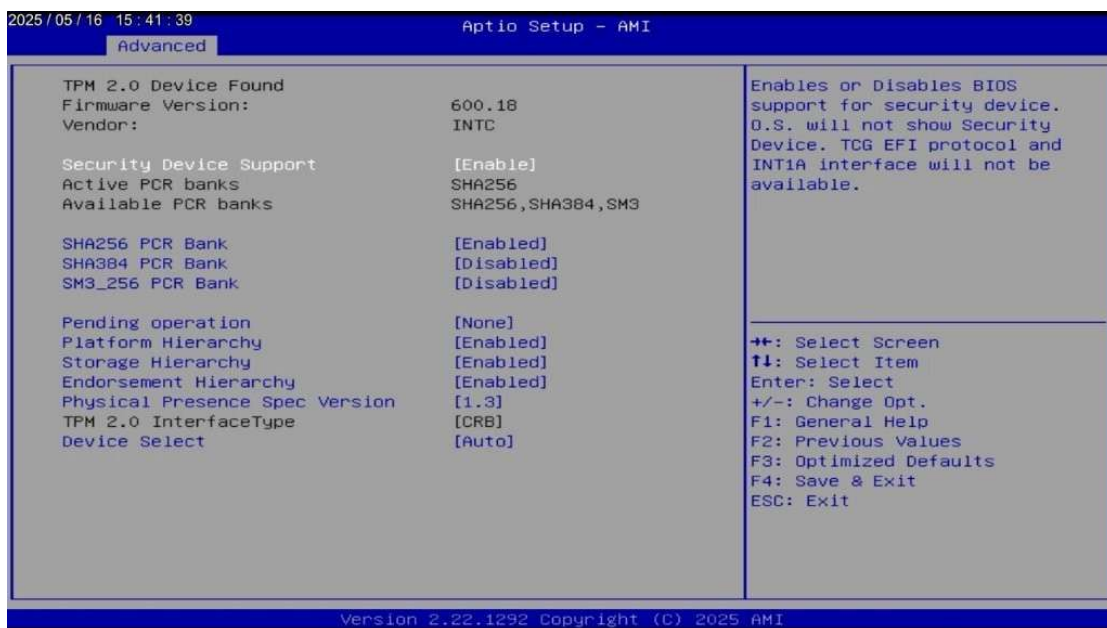 2025/05/16 15:41:39
Aptio Setup - AMI
Advanced
TPM 2.0 Device Found
Firmware Version: 600.18
Vendor: INTC
Security Device Support [Enable]
Active PCR banks SHA256
Available PCR banks SHA256,SHA384,SM3
SHA256 PCR Bank [Enabled]
SHA384 PCR Bank [Disabled]
SM3_256 PCR Bank [Disabled]
Pending operation [None]
Platform Hierarchy [Enabled]
Storage Hierarchy [Enabled]
Endorsement Hierarchy [Enabled]
Physical Presence Spec Version [1.3]
TPM 2.0 InterfaceType [CRB]
Device Select [Auto]
Enables or Disables BIOS
support for security device.
O.S. will not show Security
Device. TCG EFI protocol and
INT1A interface will not be
available.
→←: Select Screen
↑↓: Select Item
Enter: Select
+/-: Change Opt.
F1: General Help
F2: Previous Values
F3: Optimized Defaults
F4: Save & Exit
ESC: Exit
Version 2.22.1292 Copyright (C) 2025 AMI